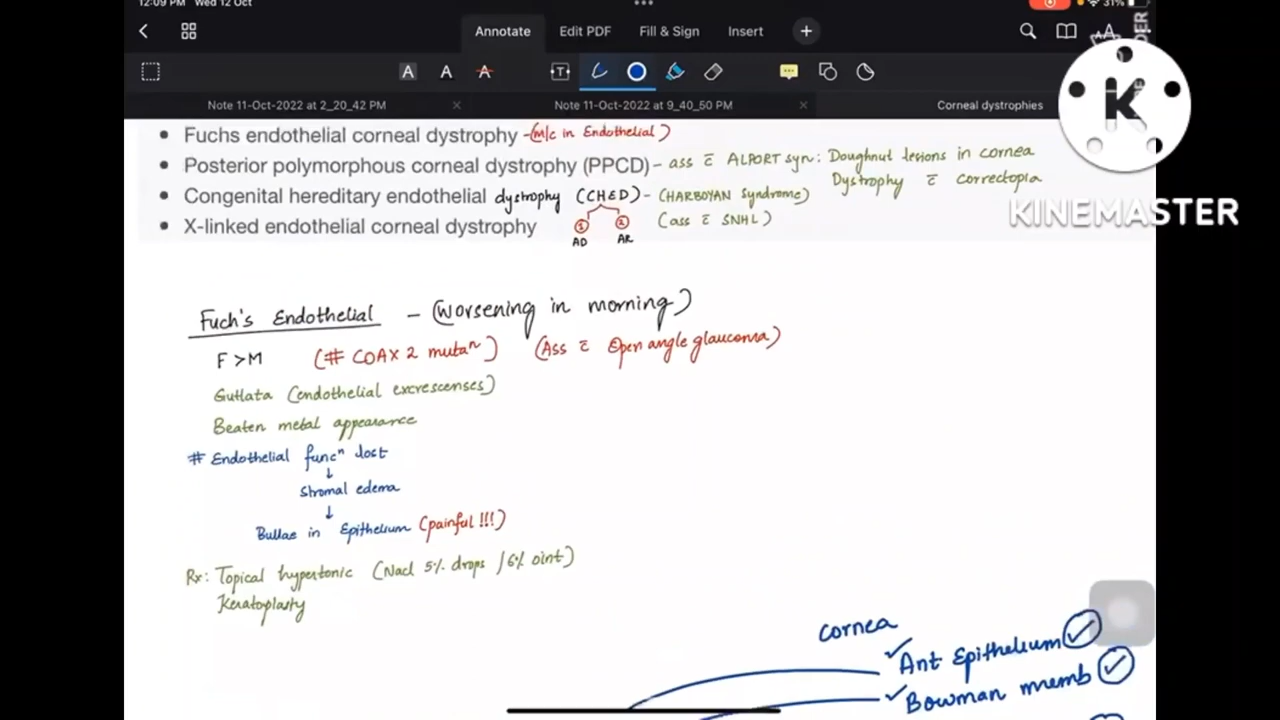 12:09 PM Wed 12 Oct
31%
Annotate Edit PDF Fill & Sign Insert
Note 11-Oct-2022 at 2_20_42 PM Note 11-Oct-2022 at 9_40_50 PM Corneal dystrophies
K
KINEMASTER
Fuchs endothelial corneal dystrophy - (m/c in Endothelial)
Posterior polymorphous corneal dystrophy (PPCD) - ass c̄ ALPORT syn: Doughnut lesions in cornea
Dystrophy c̄ correctopia
Congenital hereditary endothelial dystrophy (CHED) - (HARBOYAN Syndrome)
(ass c̄ SNHL)
X-linked endothelial corneal dystrophy
① ②
AD AR
Fuch's Endothelial - (worsening in morning)
F > M (# COAX 2 mutaⁿ) (Ass c̄ Open angle glaucoma)
Guttata (endothelial excrescenses)
Beaten metal appearance
# Endothelial funcⁿ lost
↓
Stromal edema
↓
Bullae in Epithelium (painful !!!)
Rx: Topical hypertonic (Nacl 5% drops / 6% oint)
Keratoplasty
cornea
✓ Ant Epithelium ✓
✓ Bowman memb ✓